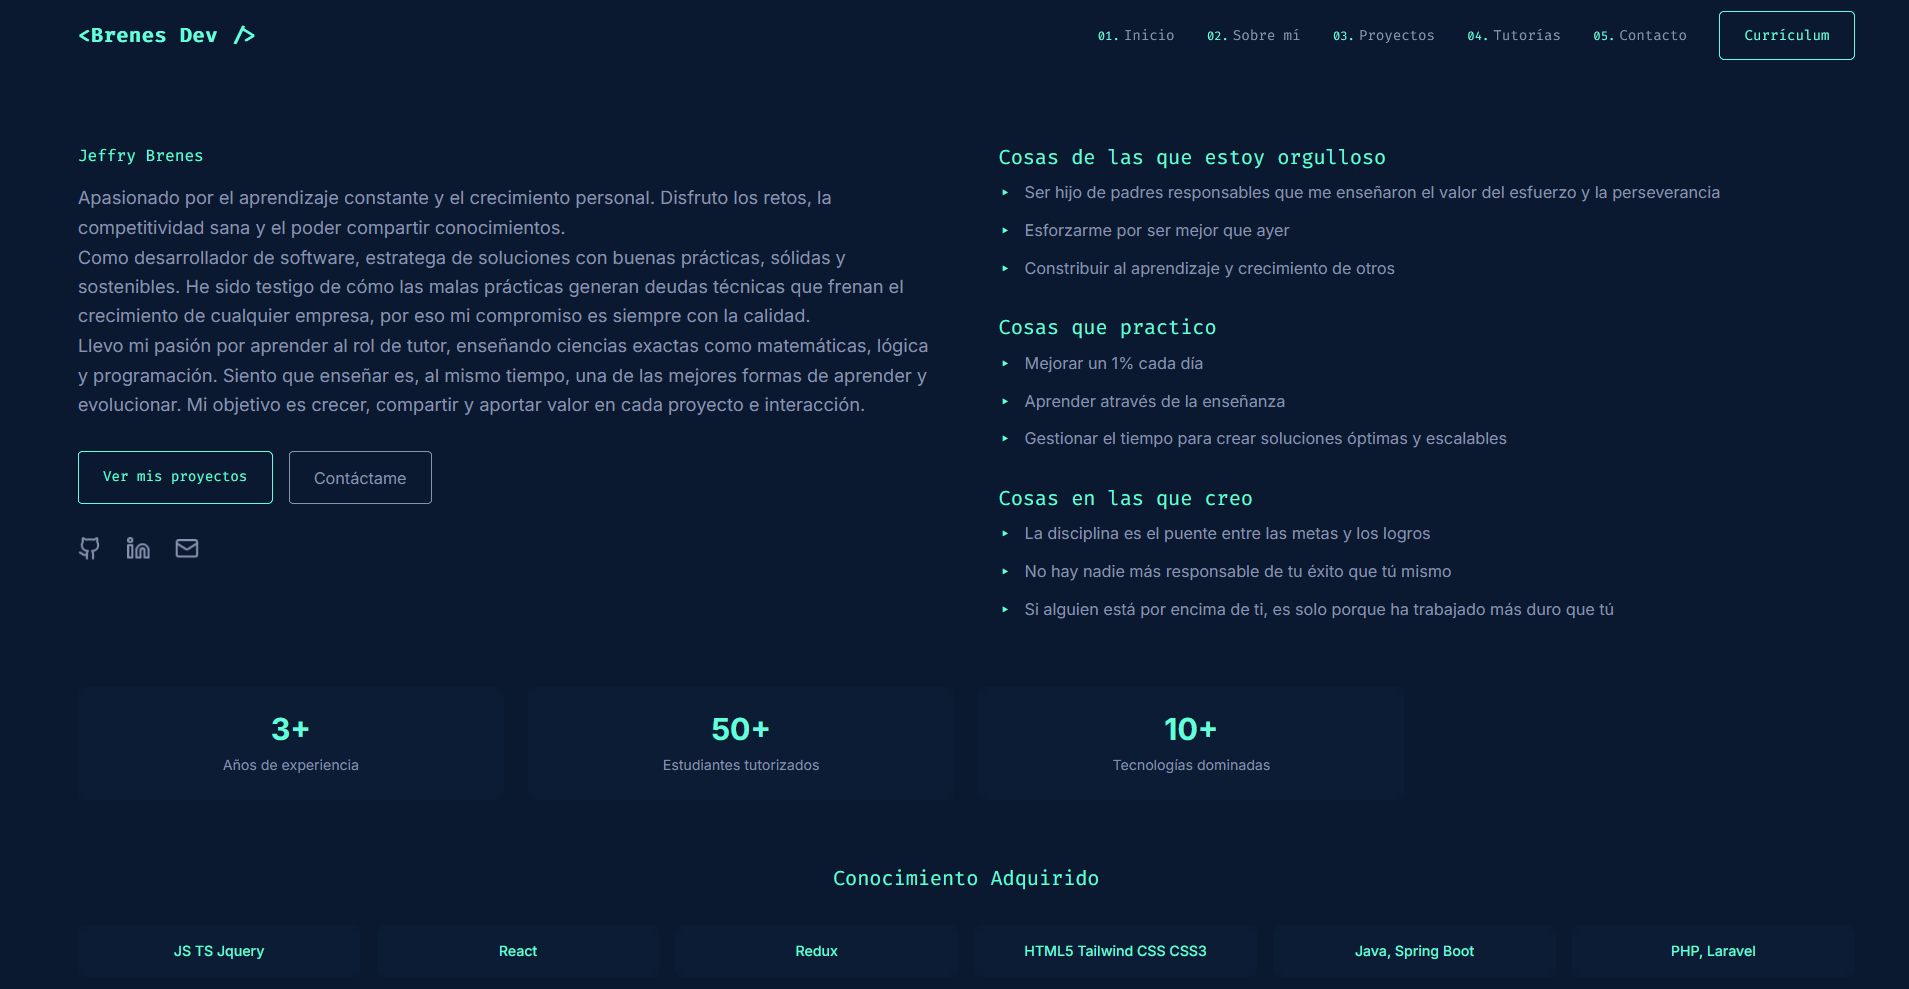 <Brenes Dev />
01. Inicio
02. Sobre mí
03. Proyectos
04. Tutorías
05. Contacto
Currículum
Jeffry Brenes
Apasionado por el aprendizaje constante y el crecimiento personal. Disfruto los retos, la
competitividad sana y el poder compartir conocimientos.
Como desarrollador de software, estratega de soluciones con buenas prácticas, sólidas y
sostenibles. He sido testigo de cómo las malas prácticas generan deudas técnicas que frenan el
crecimiento de cualquier empresa, por eso mi compromiso es siempre con la calidad.
Llevo mi pasión por aprender al rol de tutor, enseñando ciencias exactas como matemáticas, lógica
y programación. Siento que enseñar es, al mismo tiempo, una de las mejores formas de aprender y
evolucionar. Mi objetivo es crecer, compartir y aportar valor en cada proyecto e interacción.
Ver mis proyectos
Contáctame
Cosas de las que estoy orgulloso
Ser hijo de padres responsables que me enseñaron el valor del esfuerzo y la perseverancia
Esforzarme por ser mejor que ayer
Constribuir al aprendizaje y crecimiento de otros
Cosas que practico
Mejorar un 1% cada día
Aprender através de la enseñanza
Gestionar el tiempo para crear soluciones óptimas y escalables
Cosas en las que creo
La disciplina es el puente entre las metas y los logros
No hay nadie más responsable de tu éxito que tú mismo
Si alguien está por encima de ti, es solo porque ha trabajado más duro que tú
3+
Años de experiencia
50+
Estudiantes tutorizados
10+
Tecnologías dominadas
Conocimiento Adquirido
JS TS Jquery
React
Redux
HTML5 Tailwind CSS CSS3
Java, Spring Boot
PHP, Laravel